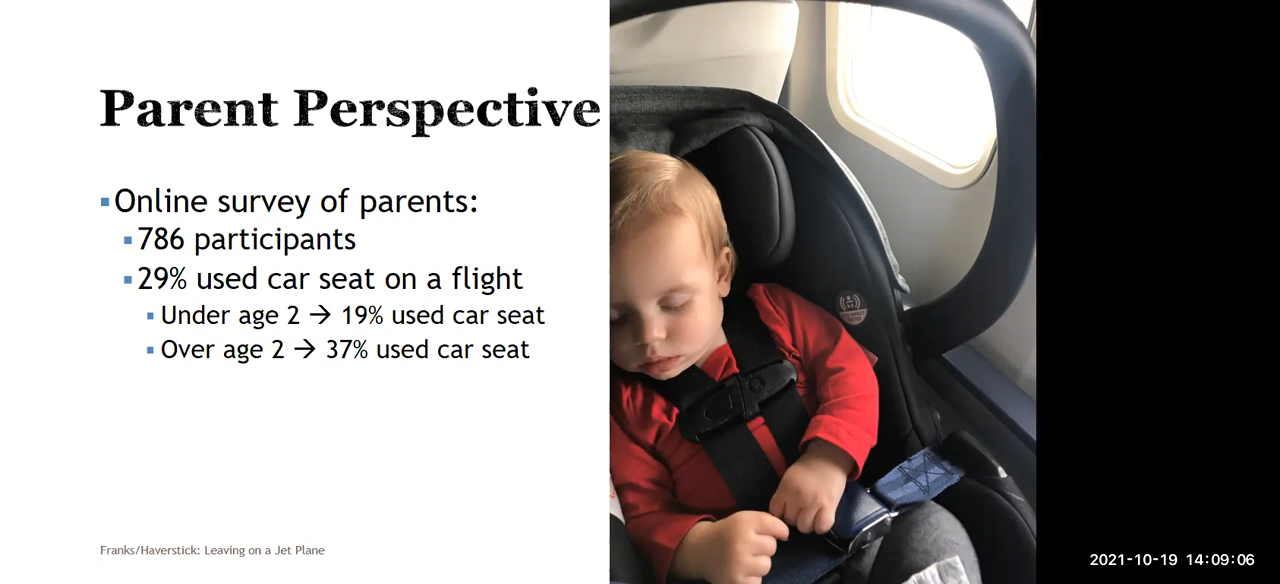 Parent Perspective
▪Online survey of parents:
▪786 participants
▪29% used car seat on a flight
▪Under age 2 → 19% used car seat
▪Over age 2 → 37% used car seat
Franks/Haverstick: Leaving on a Jet Plane
2021-10-19 14:09:06